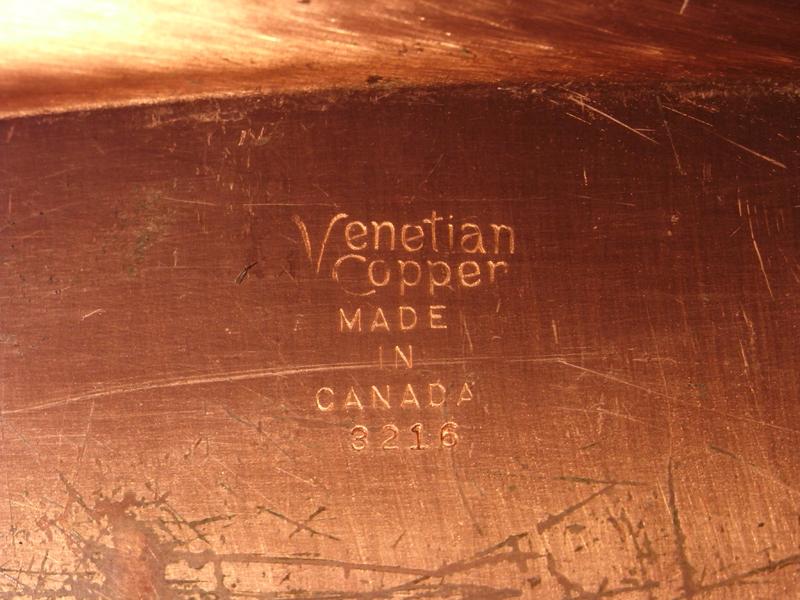 Venetian
Copper
MADE
IN
CANADA
3216